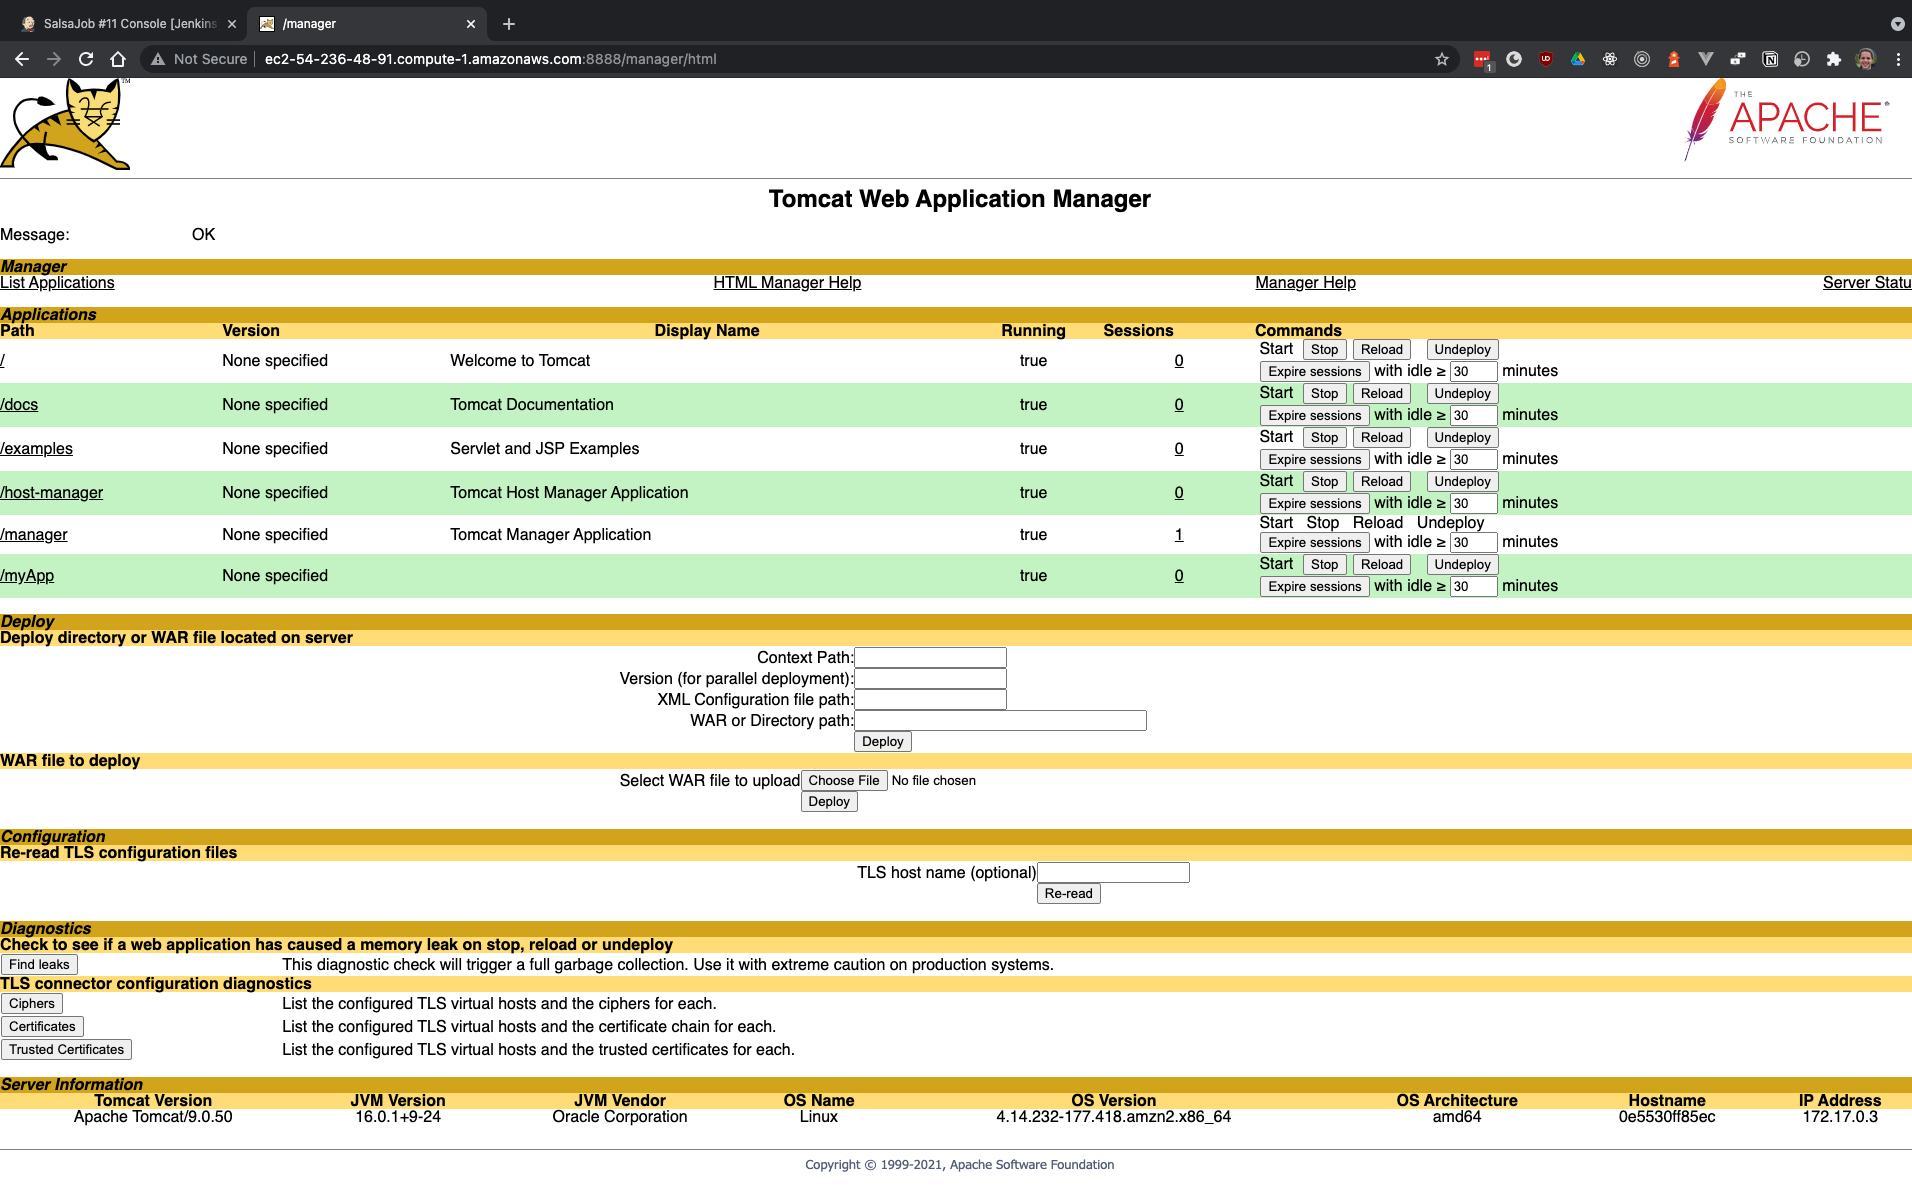 SalsaJob #11 Console [Jenkins
/manager
Not Secure
ec2-54-236-48-91.compute-1.amazonaws.com:8888/manager/html
1
TM
THE
APACHE
SOFTWARE FOUNDATION
Tomcat Web Application Manager
Message: OK
Manager
List Applications HTML Manager Help Manager Help Server Statu
Applications
Path Version Display Name Running Sessions Commands
/ None specified Welcome to Tomcat true 0 Start Stop Reload Undeploy
Expire sessions with idle ≥ 30 minutes
/docs None specified Tomcat Documentation true 0 Start Stop Reload Undeploy
Expire sessions with idle ≥ 30 minutes
/examples None specified Servlet and JSP Examples true 0 Start Stop Reload Undeploy
Expire sessions with idle ≥ 30 minutes
/host-manager None specified Tomcat Host Manager Application true 0 Start Stop Reload Undeploy
Expire sessions with idle ≥ 30 minutes
/manager None specified Tomcat Manager Application true 1 Start Stop Reload Undeploy
Expire sessions with idle ≥ 30 minutes
/myApp None specified true 0 Start Stop Reload Undeploy
Expire sessions with idle ≥ 30 minutes
Deploy
Deploy directory or WAR file located on server
Context Path:
Version (for parallel deployment):
XML Configuration file path:
WAR or Directory path:
Deploy
WAR file to deploy
Select WAR file to upload Choose File No file chosen
Deploy
Configuration
Re-read TLS configuration files
TLS host name (optional)
Re-read
Diagnostics
Check to see if a web application has caused a memory leak on stop, reload or undeploy
Find leaks This diagnostic check will trigger a full garbage collection. Use it with extreme caution on production systems.
TLS connector configuration diagnostics
Ciphers List the configured TLS virtual hosts and the ciphers for each.
Certificates List the configured TLS virtual hosts and the certificate chain for each.
Trusted Certificates List the configured TLS virtual hosts and the trusted certificates for each.
Server Information
Tomcat Version JVM Version JVM Vendor OS Name OS Version OS Architecture Hostname IP Address
Apache Tomcat/9.0.50 16.0.1+9-24 Oracle Corporation Linux 4.14.232-177.418.amzn2.x86_64 amd64 0e5530ff85ec 172.17.0.3
Copyright © 1999-2021, Apache Software Foundation